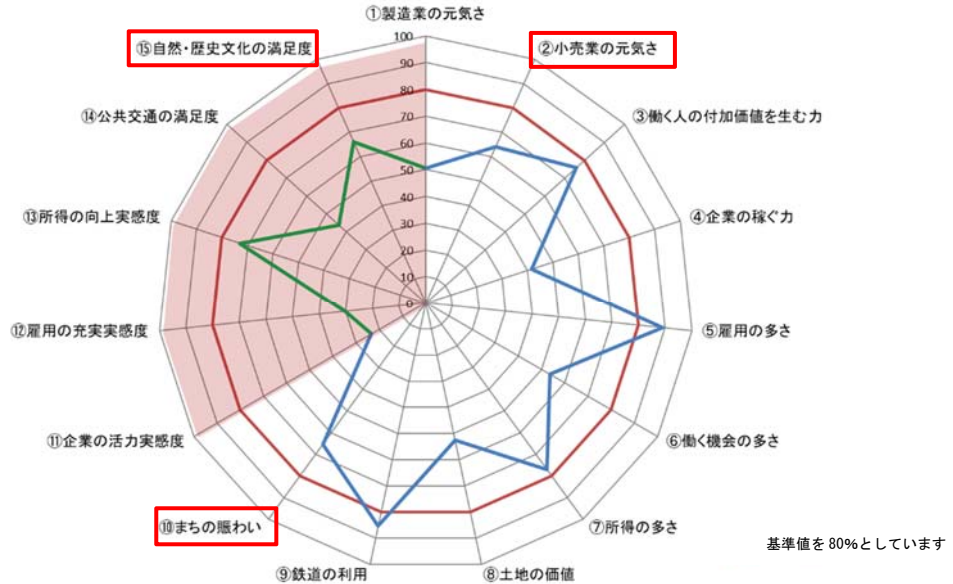 ①製造業の元気さ
②小売業の元気さ
③働く人の付加価値を生む力
④企業の稼ぐ力
⑤雇用の多さ
⑥働く機会の多さ
⑦所得の多さ
⑧土地の価値
⑨鉄道の利用
⑩まちの賑わい
⑪企業の活力実感度
⑫雇用の充実実感度
⑬所得の向上実感度
⑭公共交通の満足度
⑮自然・歴史文化の満足度
100
90
80
70
60
50
40
30
20
10
0
基準値を80%としています